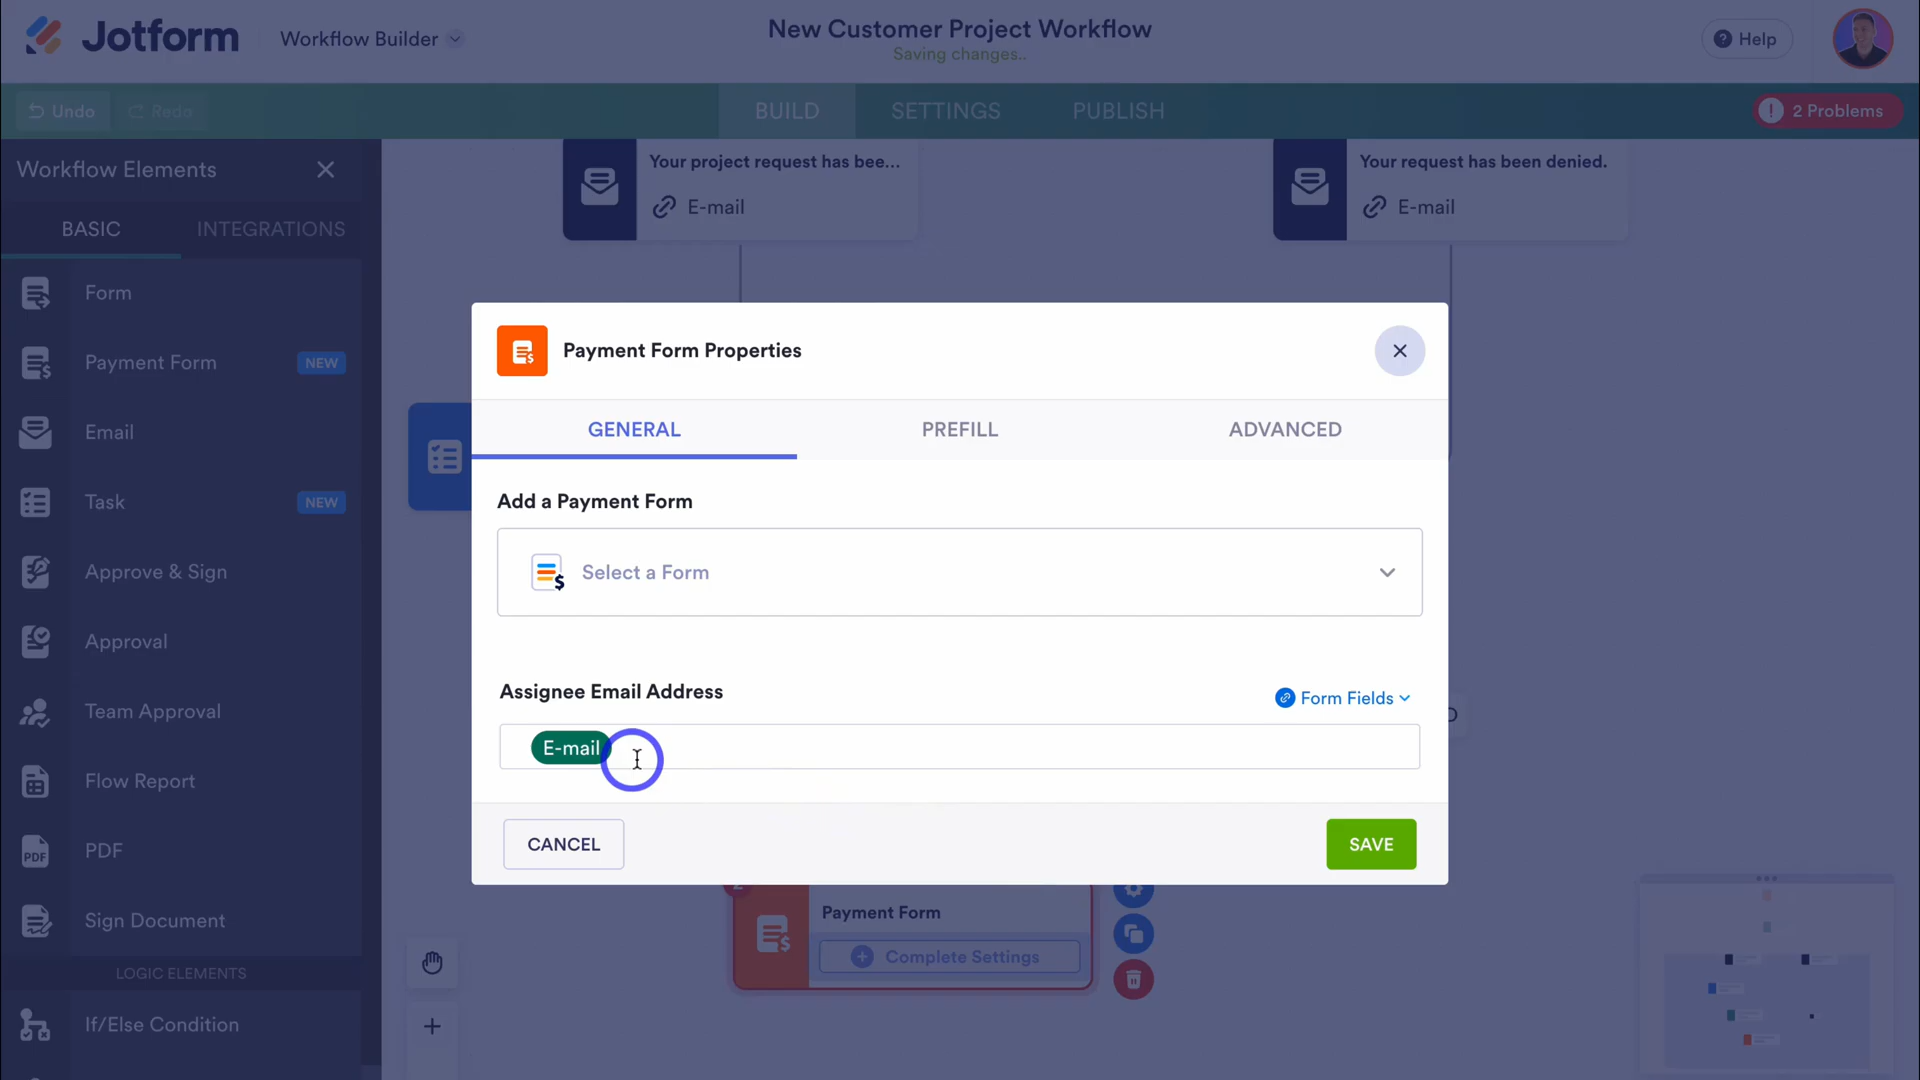 Jotform
Workflow Builder
New Customer Project Workflow
Saving changes..
Help
Undo
Redo
BUILD
SETTINGS
PUBLISH
2 Problems
Workflow Elements
BASIC
INTEGRATIONS
Form
Payment Form
NEW
Email
Task
NEW
Approve & Sign
Approval
Team Approval
Flow Report
PDF
PDF
Sign Document
LOGIC ELEMENTS
If/Else Condition
Your project request has bee...
E-mail
Your request has been denied.
E-mail
Payment Form Properties
GENERAL
PREFILL
ADVANCED
Add a Payment Form
Select a Form
Assignee Email Address
Form Fields
E-mail
CANCEL
SAVE
Payment Form
Complete Settings